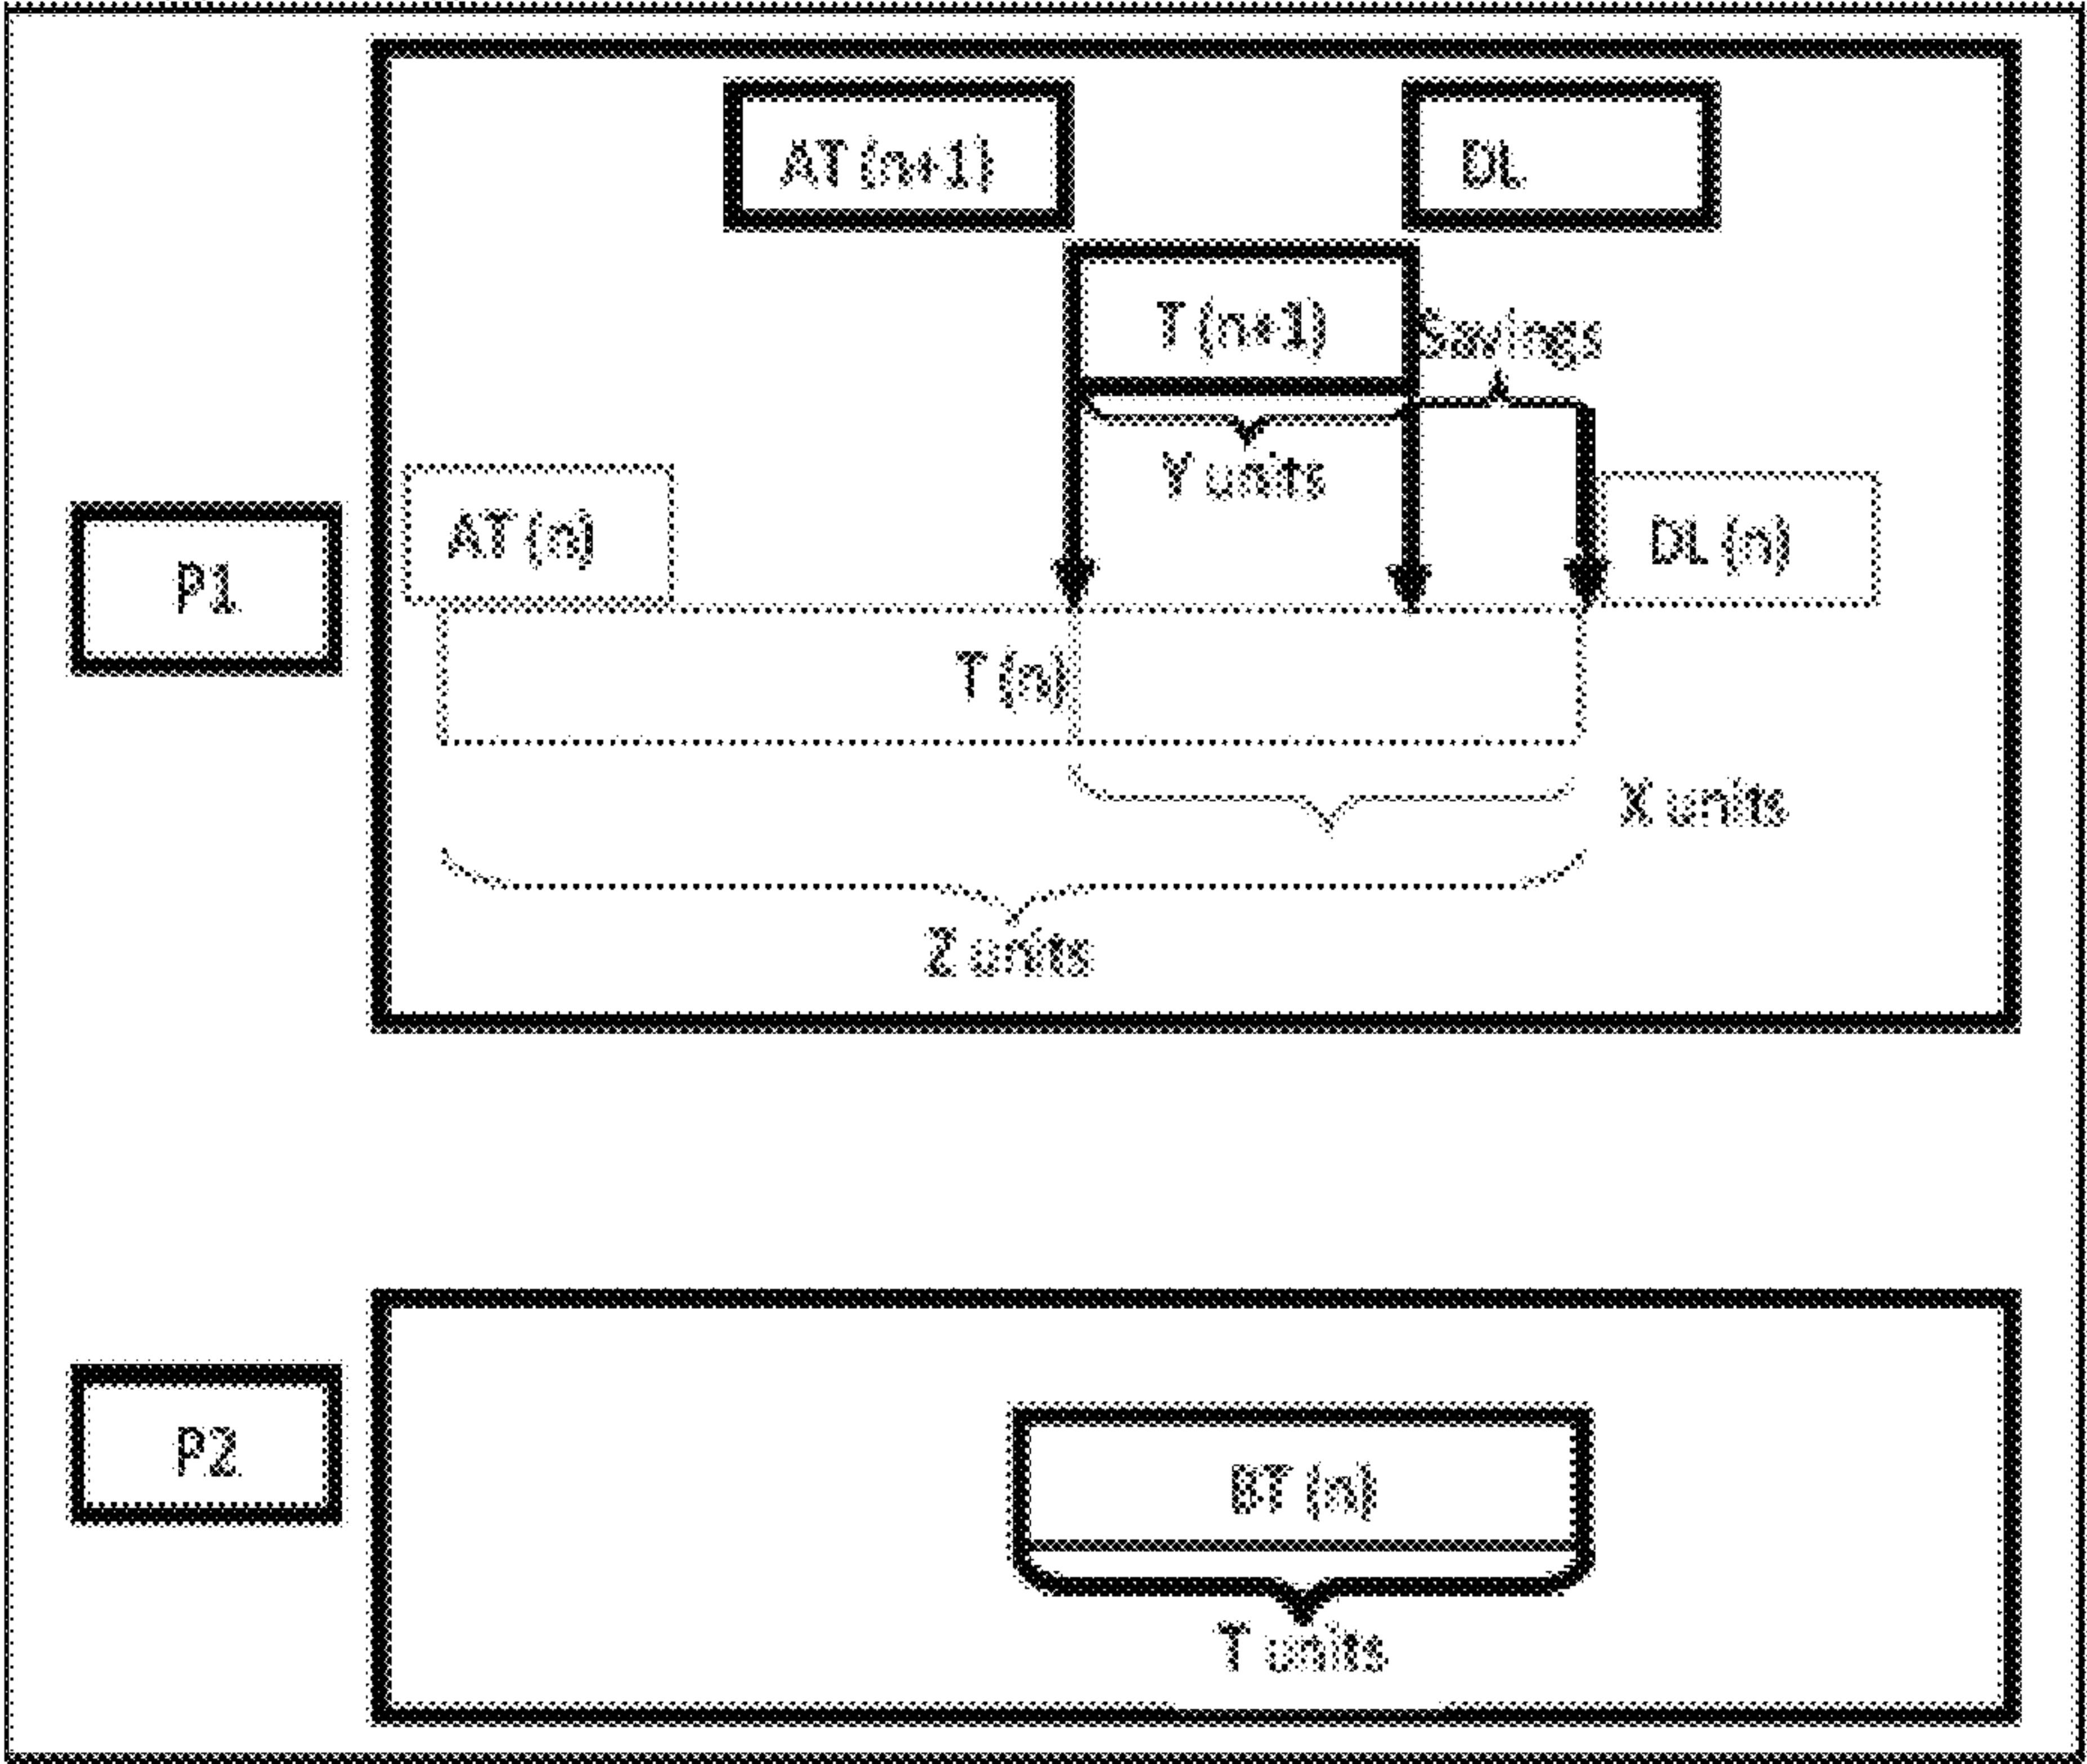 AT (n+1)
DL
T (n+1)
Savings
Y units
AT (n)
DL (n)
P1
T (n)
X units
Z units
P2
BT (n)
T units